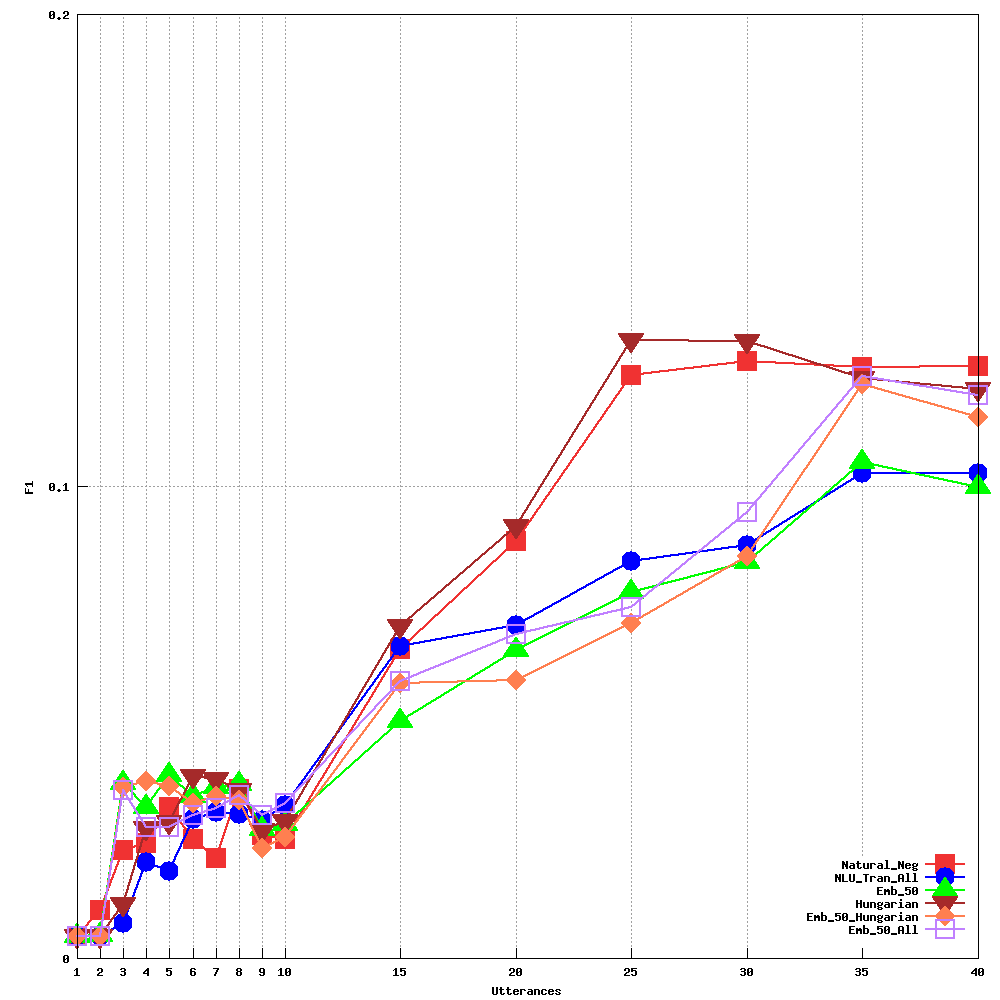 0.2
F1
0.1
0
Natural_Neg
NLU_Tran_All
Emb_50
Hungarian
Emb_50_Hungarian
Emb_50_All
1 2 3 4 5 6 7 8 9 10 15 20 25 30 35 40
Utterances